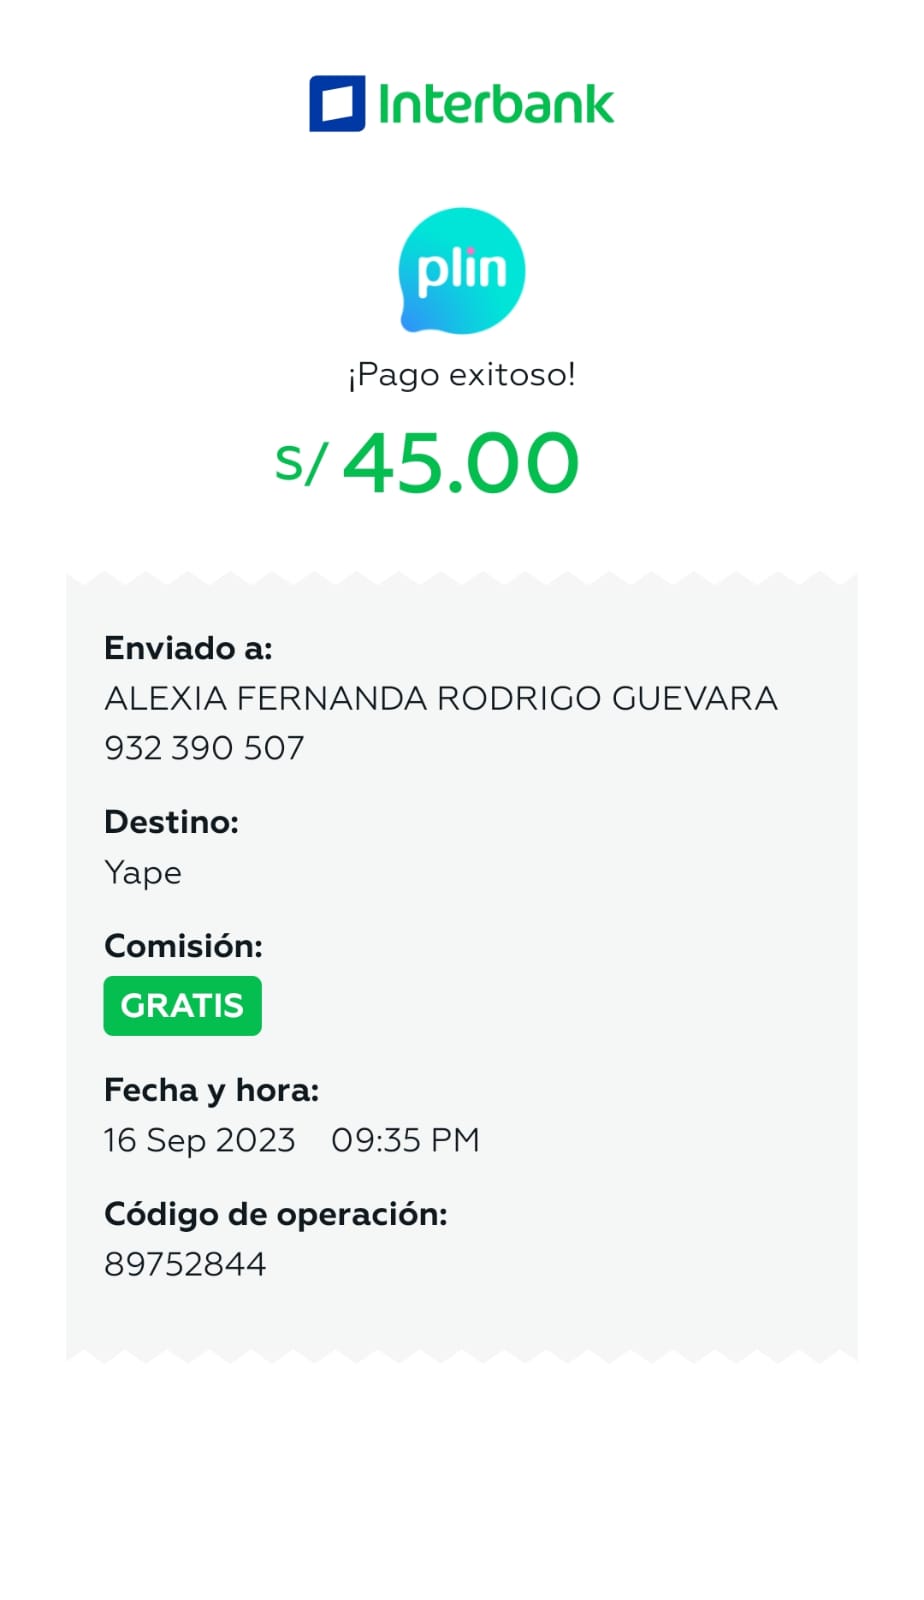 Interbank
plin
¡Pago exitoso!
S/ 45.00
Enviado a:
ALEXIA FERNANDA RODRIGO GUEVARA
932 390 507
Destino:
Yape
Comisión:
GRATIS
Fecha y hora:
16 Sep 2023 09:35 PM
Código de operación:
89752844